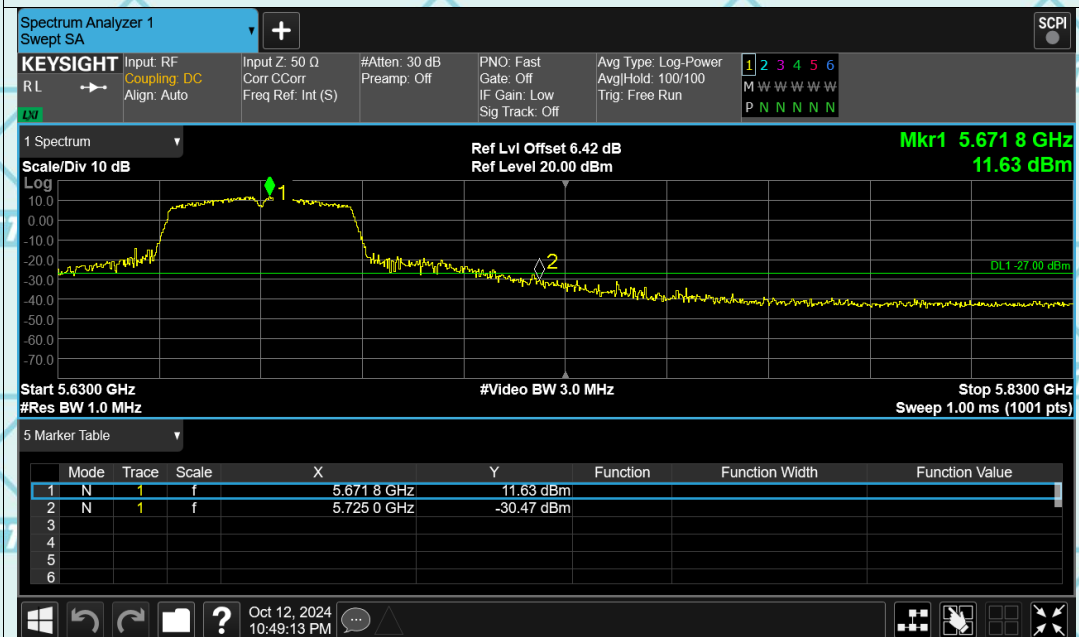 Spectrum Analyzer 1
Swept SA
+
SCPI
KEYSIGHT
R L
LXI
Input: RF
Coupling: DC
Align: Auto
Input Z: 50 Ω
Corr CCorr
Freq Ref: Int (S)
#Atten: 30 dB
Preamp: Off
PNO: Fast
Gate: Off
IF Gain: Low
Sig Track: Off
Avg Type: Log-Power
Avg|Hold: 100/100
Trig: Free Run
1 2 3 4 5 6
M W W W W W
P N N N N N
1 Spectrum
Scale/Div 10 dB
Ref Lvl Offset 6.42 dB
Ref Level 20.00 dBm
Mkr1 5.671 8 GHz
11.63 dBm
Log
10.0
0.00
-10.0
-20.0
-30.0
-40.0
-50.0
-60.0
-70.0
1
2
DL1 -27.00 dBm
Start 5.6300 GHz
#Video BW 3.0 MHz
Stop 5.8300 GHz
#Res BW 1.0 MHz
Sweep 1.00 ms (1001 pts)
5 Marker Table
Mode Trace Scale X Y Function Function Width Function Value
1 N 1 f 5.671 8 GHz 11.63 dBm
2 N 1 f 5.725 0 GHz -30.47 dBm
3
4
5
6
?
Oct 12, 2024
10:49:13 PM